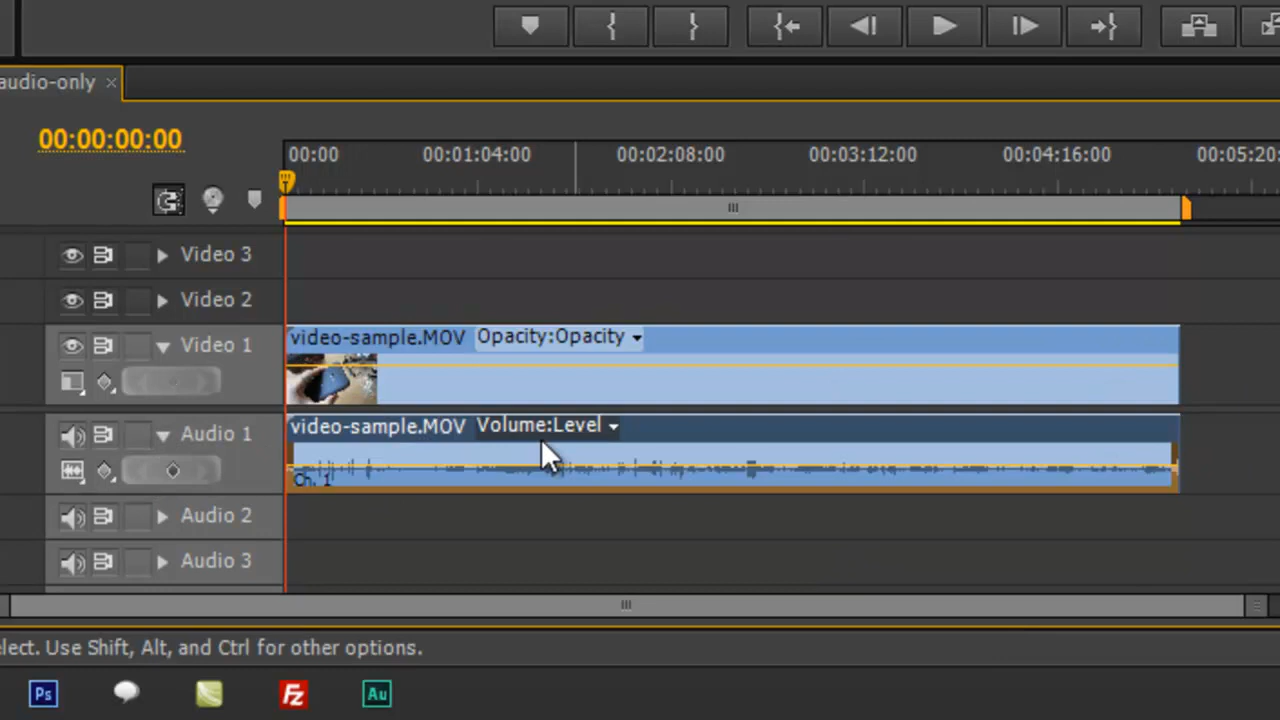 audio-only ×
00:00:00:00
00:00 00:01:04:00 00:02:08:00 00:03:12:00 00:04:16:00 00:05:20:
Video 3
Video 2
Video 1 video-sample.MOV Opacity:Opacity
Audio 1 video-sample.MOV Volume:Level
Ch. 1
Audio 2
Audio 3
elect. Use Shift, Alt, and Ctrl for other options.
Ps Fz Au